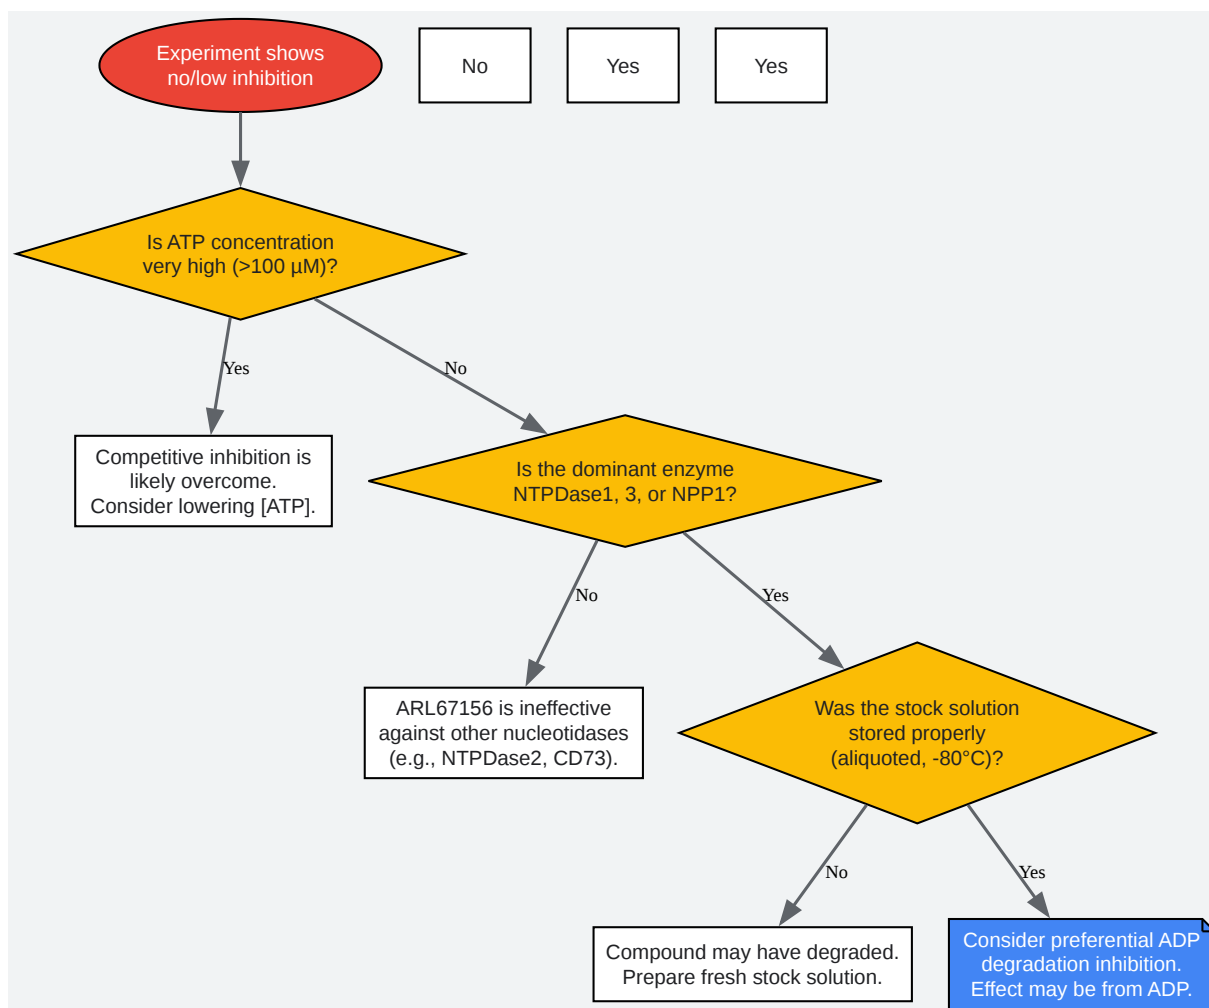 Experiment shows
no/low inhibition
No
Yes
Yes
Is ATP concentration
very high (>100 µM)?
Yes
No
Competitive inhibition is
likely overcome.
Consider lowering [ATP].
Is the dominant enzyme
NTPDase1, 3, or NPP1?
No
Yes
ARL67156 is ineffective
against other nucleotidases
(e.g., NTPDase2, CD73).
Was the stock solution
stored properly
(aliquoted, -80°C)?
No
Yes
Compound may have degraded.
Prepare fresh stock solution.
Consider preferential ADP
degradation inhibition.
Effect may be from ADP.